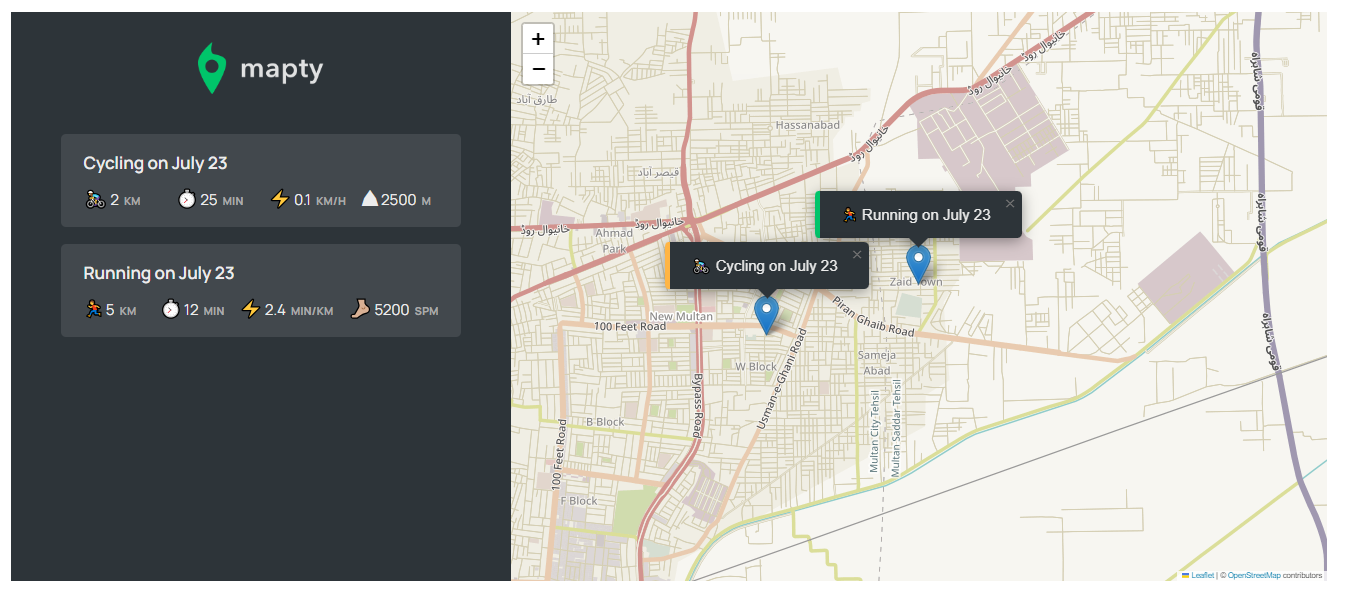 mapty
Cycling on July 23
2 KM 25 MIN 0.1 KM/H 2500 M
Running on July 23
5 KM 12 MIN 2.4 MIN/KM 5200 SPM
+
−
خانیوال روڈ
خانیوال روڈ
طارق آباد
Hassanabad
خانیوال روڈ
قومی شاہراہ
قیصر آباد
Running on July 23 ×
خانیوال روڈ
خانیوال روڈ
Ahmad
Park
قومی شاہراہ
Cycling on July 23 ×
Zaid Town
New Multan
100 Feet Road
Piran Ghaib Road
قومی شاہراہ
Sameja
Abad
W Block
Usman-e-Ghani Road
Bypass Road
Multan City Tehsil
Multan Saddar Tehsil
B Block
100 Feet Road
F Block
Leaflet | © OpenStreetMap contributors